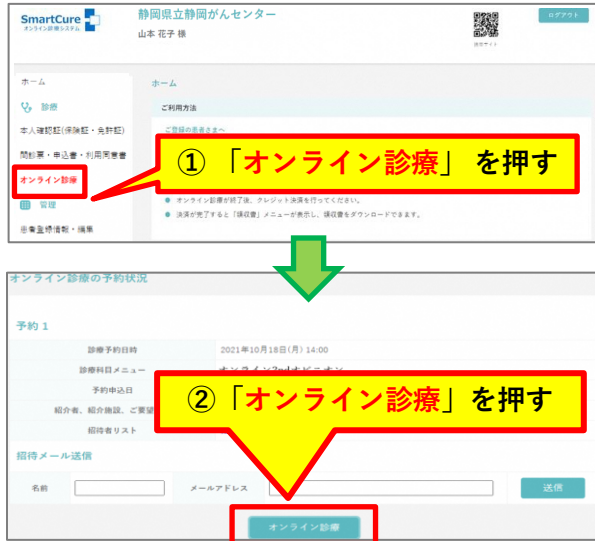 SmartCure
オンライン診療システム
静岡県立静岡がんセンター
山本 花子 様
ログアウト
ホーム
ホーム
診療
ご利用方法
本人確認証(保険証・免許証)
ご登録の患者さまへ
問診票・申込書・利用同意書
① 「オンライン診療」 を押す
オンライン診療
オンライン診療が終了後、クレジット決済を行ってください。
管理
決済が完了すると「領収書」メニューが表示し、領収書をダウンロードできます。
患者登録情報・編集
オンライン診療の予約状況
予約 1
診療予約日時
2021年10月18日(月) 14:00
診療科目メニュー
オンライン2ndオピニオン
予約申込日
②「オンライン診療」を押す
紹介者、紹介施設、ご要望
招待者リスト
招待メール送信
名前
メールアドレス
送信
オンライン診療